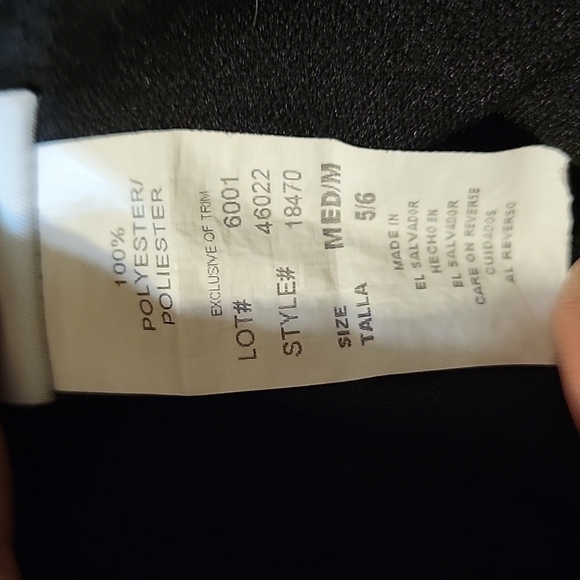 100%
POLYESTER/
POLIESTER
EXCLUSIVE OF TRIM
LOT# 6001
46022
STYLE# 18470
SIZE MED/M
TALLA 5/6
MADE IN
EL SALVADOR
HECHO EN
EL SALVADOR
CARE ON REVERSE
CUIDADOS
AL REVERSO